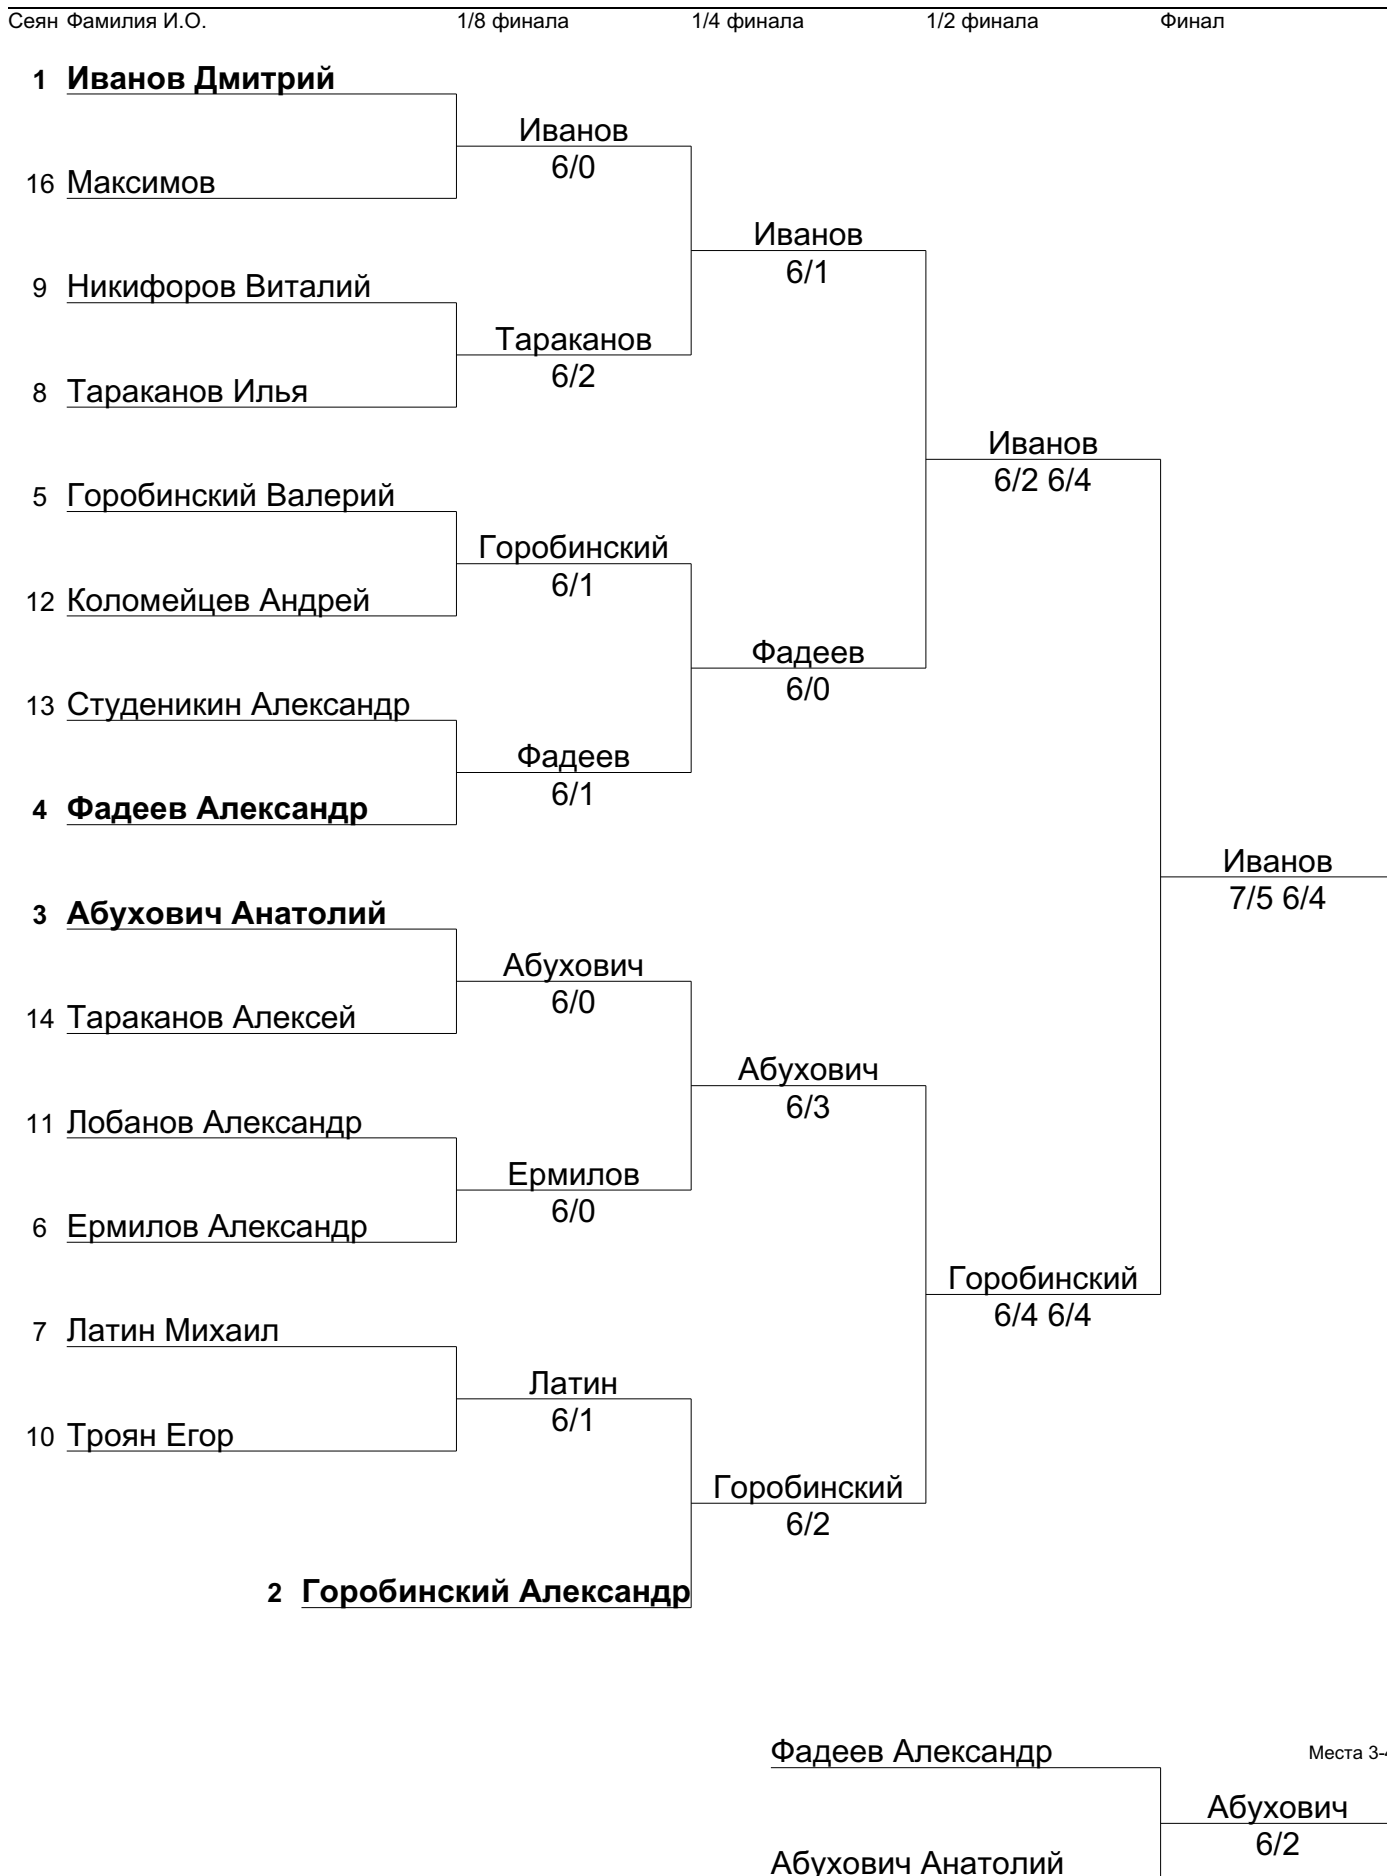 Сеян Фамилия И.О. 1/8 финала 1/4 финала 1/2 финала Финал
1 Иванов Дмитрий
Иванов
6/0
16 Максимов
Иванов
6/1
9 Никифоров Виталий
Тараканов
6/2
8 Тараканов Илья
Иванов
6/2 6/4
5 Горобинский Валерий
Горобинский
6/1
12 Коломейцев Андрей
Фадеев
6/0
13 Студеникин Александр
Фадеев
6/1
4 Фадеев Александр
Иванов
7/5 6/4
3 Абухович Анатолий
Абухович
6/0
14 Тараканов Алексей
Абухович
6/3
11 Лобанов Александр
Ермилов
6/0
6 Ермилов Александр
Горобинский
6/4 6/4
7 Латин Михаил
Латин
6/1
10 Троян Егор
Горобинский
6/2
2 Горобинский Александр
Фадеев Александр
Места 3-4
Абухович
6/2
Абухович Анатолий